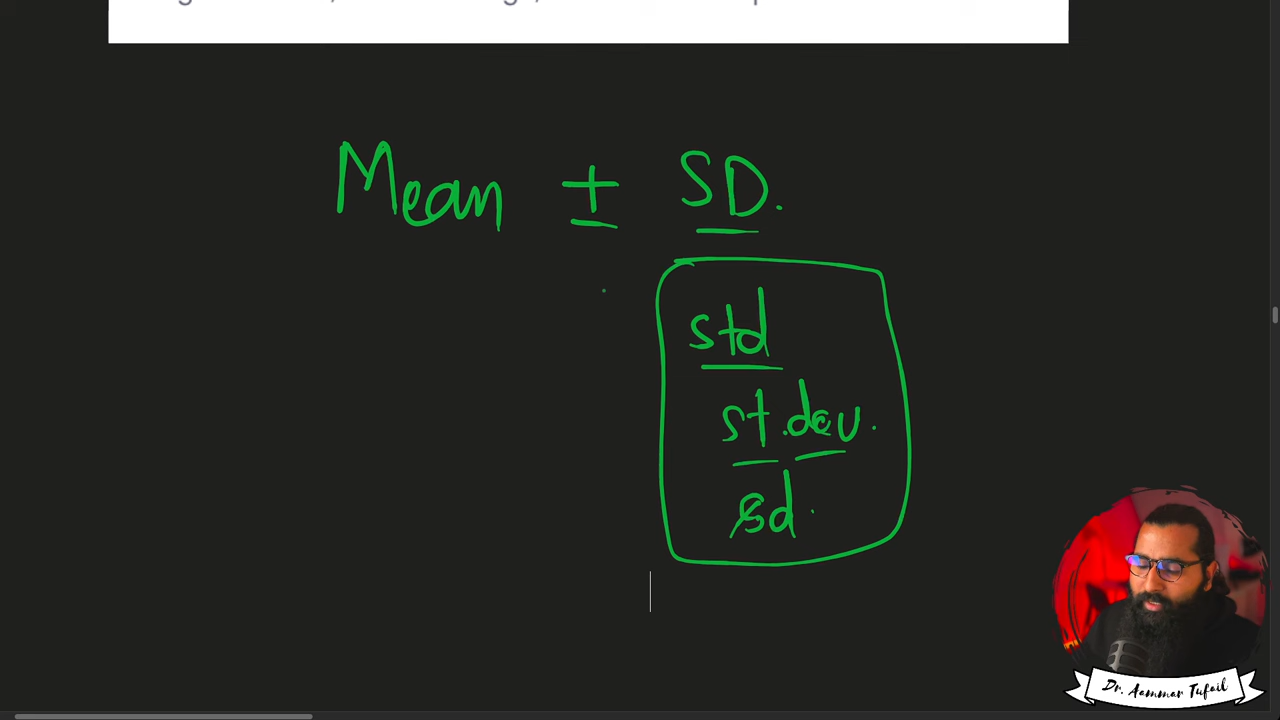 Mean ± SD.
std
st.dev.
sd.
Dr. Aammar Tufail